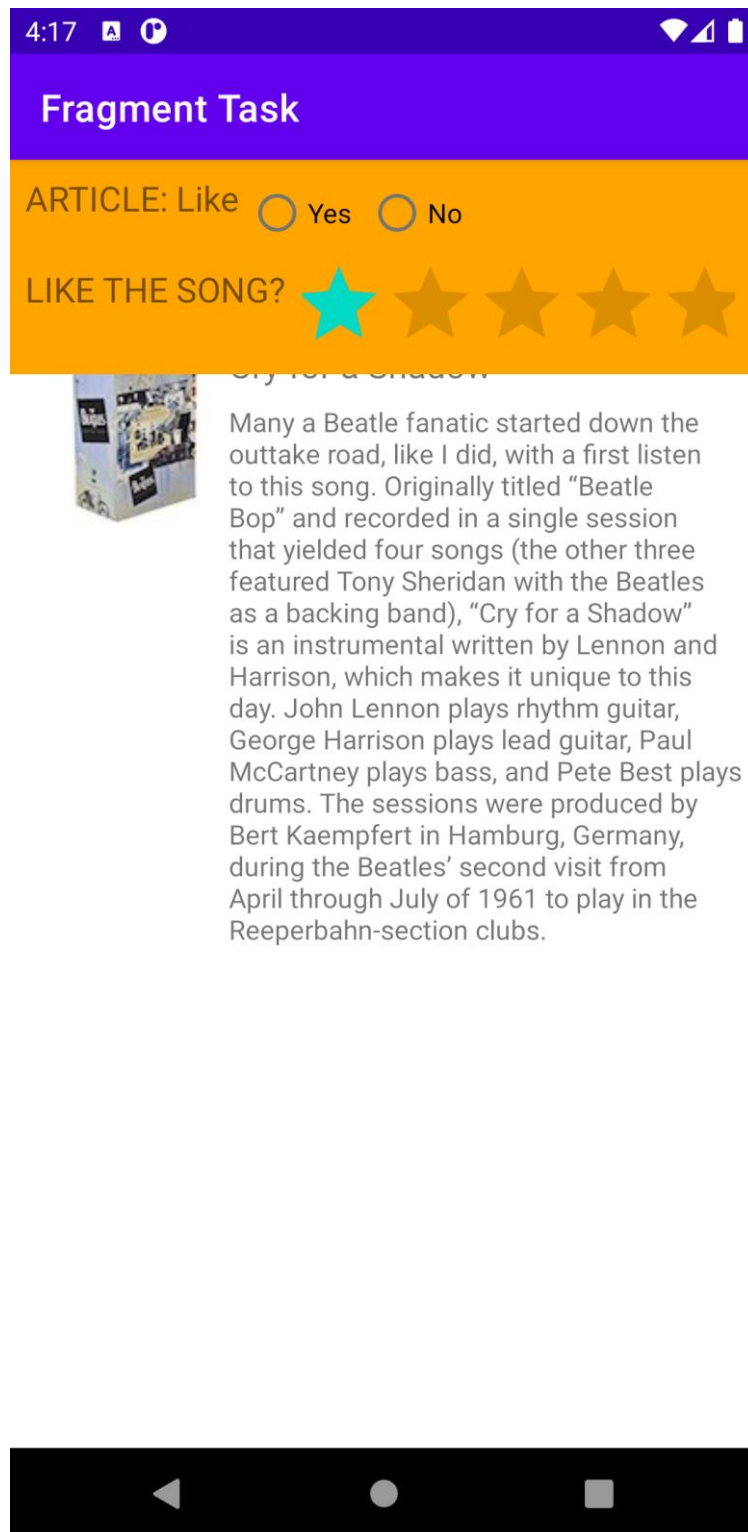 4:17
Fragment Task
ARTICLE: Like Yes No
LIKE THE SONG?
Cry for a Shadow
Many a Beatle fanatic started down the
outtake road, like I did, with a first listen
to this song. Originally titled “Beatle
Bop” and recorded in a single session
that yielded four songs (the other three
featured Tony Sheridan with the Beatles
as a backing band), “Cry for a Shadow”
is an instrumental written by Lennon and
Harrison, which makes it unique to this
day. John Lennon plays rhythm guitar,
George Harrison plays lead guitar, Paul
McCartney plays bass, and Pete Best plays
drums. The sessions were produced by
Bert Kaempfert in Hamburg, Germany,
during the Beatles’ second visit from
April through July of 1961 to play in the
Reeperbahn-section clubs.